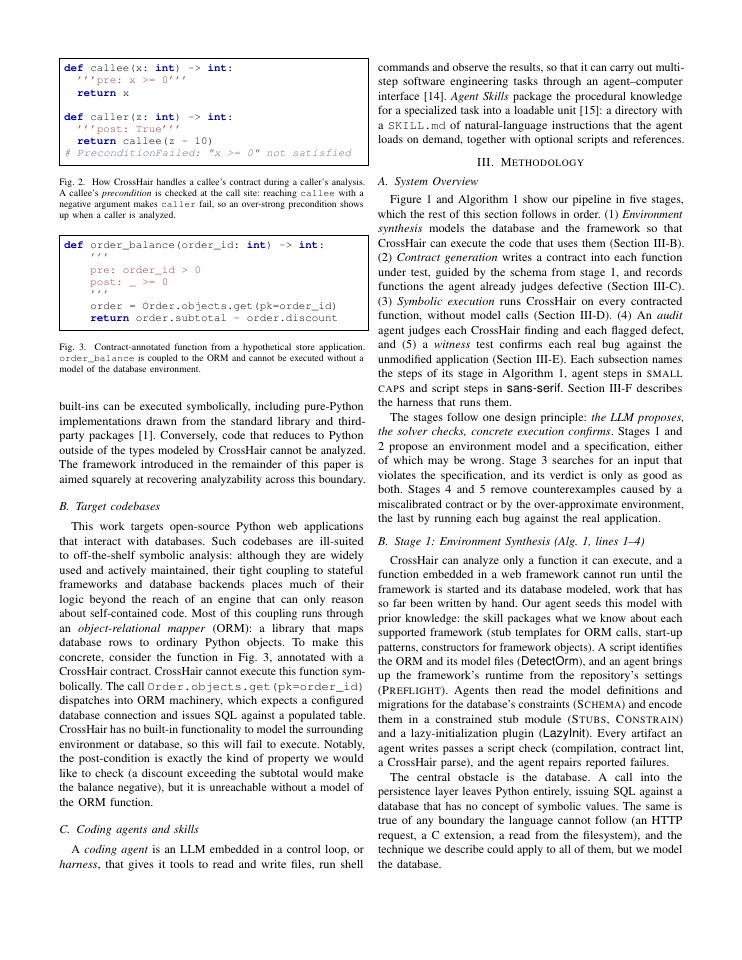 def callee(x: int) -> int:
'''pre: x >= 0'''
return x
def caller(z: int) -> int:
'''post: True'''
return callee(z - 10)
# PreconditionFailed: "x >= 0" not satisfied
Fig. 2. How CrossHair handles a callee's contract during a caller's analysis.
A callee's precondition is checked at the call site: reaching callee with a
negative argument makes caller fail, so an over-strong precondition shows
up when a caller is analyzed.
def order_balance(order_id: int) -> int:
'''
pre: order_id > 0
post: _ >= 0
'''
order = Order.objects.get(pk=order_id)
return order.subtotal - order.discount
Fig. 3. Contract-annotated function from a hypothetical store application.
order_balance is coupled to the ORM and cannot be executed without a
model of the database environment.
built-ins can be executed symbolically, including pure-Python
implementations drawn from the standard library and third-
party packages [1]. Conversely, code that reduces to Python
outside of the types modeled by CrossHair cannot be analyzed.
The framework introduced in the remainder of this paper is
aimed squarely at recovering analyzability across this boundary.
B. Target codebases
This work targets open-source Python web applications
that interact with databases. Such codebases are ill-suited
to off-the-shelf symbolic analysis: although they are widely
used and actively maintained, their tight coupling to stateful
frameworks and database backends places much of their
logic beyond the reach of an engine that can only reason
about self-contained code. Most of this coupling runs through
an object-relational mapper (ORM): a library that maps
database rows to ordinary Python objects. To make this
concrete, consider the function in Fig. 3, annotated with a
CrossHair contract. CrossHair cannot execute this function sym-
bolically. The call Order.objects.get(pk=order_id)
dispatches into ORM machinery, which expects a configured
database connection and issues SQL against a populated table.
CrossHair has no built-in functionality to model the surrounding
environment or database, so this will fail to execute. Notably,
the post-condition is exactly the kind of property we would
like to check (a discount exceeding the subtotal would make
the balance negative), but it is unreachable without a model of
the ORM function.
C. Coding agents and skills
A coding agent is an LLM embedded in a control loop, or
harness, that gives it tools to read and write files, run shell
commands and observe the results, so that it can carry out multi-
step software engineering tasks through an agent–computer
interface [14]. Agent Skills package the procedural knowledge
for a specialized task into a loadable unit [15]: a directory with
a SKILL.md of natural-language instructions that the agent
loads on demand, together with optional scripts and references.
III. METHODOLOGY
A. System Overview
Figure 1 and Algorithm 1 show our pipeline in five stages,
which the rest of this section follows in order. (1) Environment
synthesis models the database and the framework so that
CrossHair can execute the code that uses them (Section III-B).
(2) Contract generation writes a contract into each function
under test, guided by the schema from stage 1, and records
functions the agent already judges defective (Section III-C).
(3) Symbolic execution runs CrossHair on every contracted
function, without model calls (Section III-D). (4) An audit
agent judges each CrossHair finding and each flagged defect,
and (5) a witness test confirms each real bug against the
unmodified application (Section III-E). Each subsection names
the steps of its stage in Algorithm 1, agent steps in SMALL
CAPS and script steps in sans-serif. Section III-F describes
the harness that runs them.
The stages follow one design principle: the LLM proposes,
the solver checks, concrete execution confirms. Stages 1 and
2 propose an environment model and a specification, either
of which may be wrong. Stage 3 searches for an input that
violates the specification, and its verdict is only as good as
both. Stages 4 and 5 remove counterexamples caused by a
miscalibrated contract or by the over-approximate environment,
the last by running each bug against the real application.
B. Stage 1: Environment Synthesis (Alg. 1, lines 1–4)
CrossHair can analyze only a function it can execute, and a
function embedded in a web framework cannot run until the
framework is started and its database modeled, work that has
so far been written by hand. Our agent seeds this model with
prior knowledge: the skill packages what we know about each
supported framework (stub templates for ORM calls, start-up
patterns, constructors for framework objects). A script identifies
the ORM and its model files (DetectOrm), and an agent brings
up the framework's runtime from the repository's settings
(PREFLIGHT). Agents then read the model definitions and
migrations for the database's constraints (SCHEMA) and encode
them in a constrained stub module (STUBS, CONSTRAIN)
and a lazy-initialization plugin (LazyInit). Every artifact an
agent writes passes a script check (compilation, contract lint,
a CrossHair parse), and the agent repairs reported failures.
The central obstacle is the database. A call into the
persistence layer leaves Python entirely, issuing SQL against a
database that has no concept of symbolic values. The same is
true of any boundary the language cannot follow (an HTTP
request, a C extension, a read from the filesystem), and the
technique we describe could apply to all of them, but we model
the database.